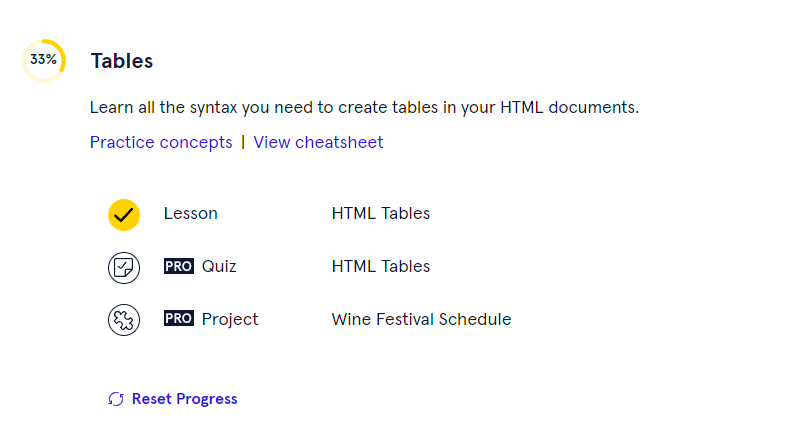 33% Tables
Learn all the syntax you need to create tables in your HTML documents.
Practice concepts | View cheatsheet
Lesson HTML Tables
PRO Quiz HTML Tables
PRO Project Wine Festival Schedule
Reset Progress